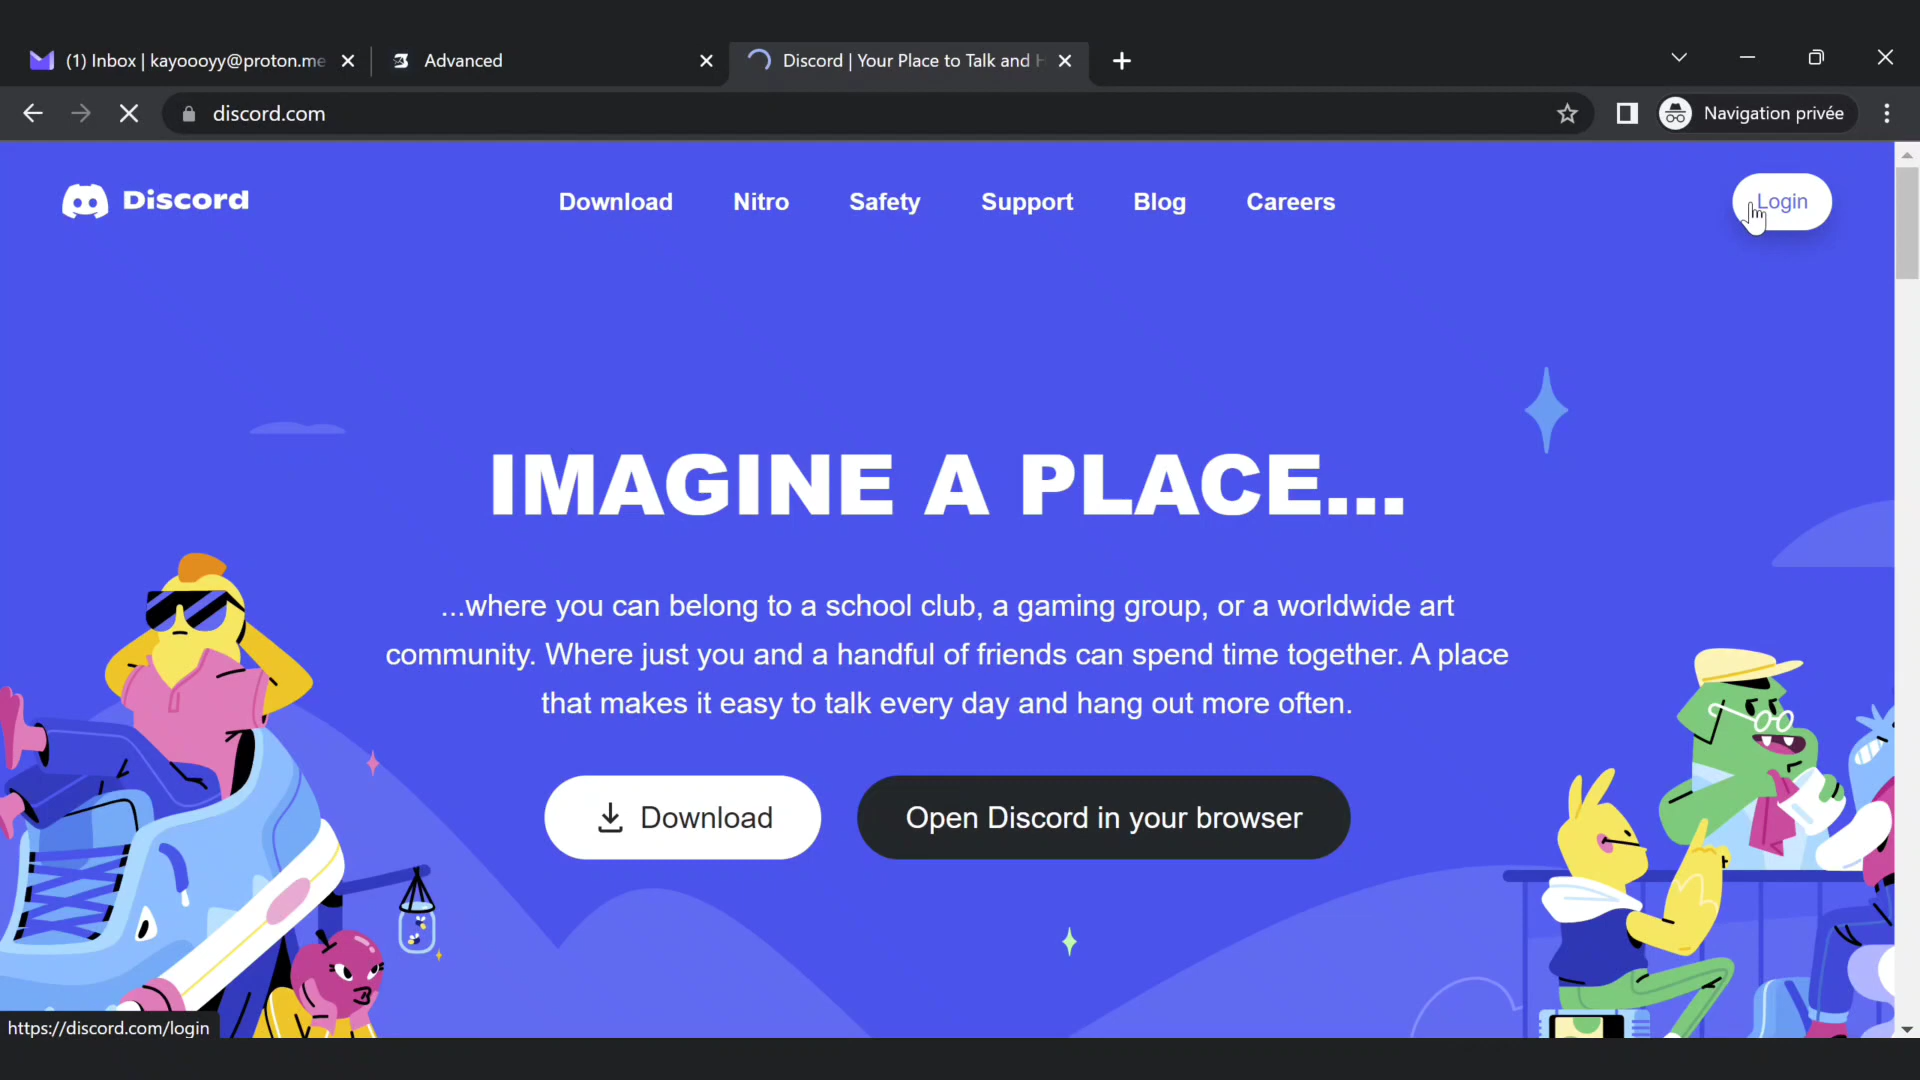 (1) Inbox | kayoooyy@proton.me
Advanced
Discord | Your Place to Talk and H
discord.com
Navigation privée
Discord
Download
Nitro
Safety
Support
Blog
Careers
Login
IMAGINE A PLACE...
...where you can belong to a school club, a gaming group, or a worldwide art
community. Where just you and a handful of friends can spend time together. A place
that makes it easy to talk every day and hang out more often.
Download
Open Discord in your browser
https://discord.com/login